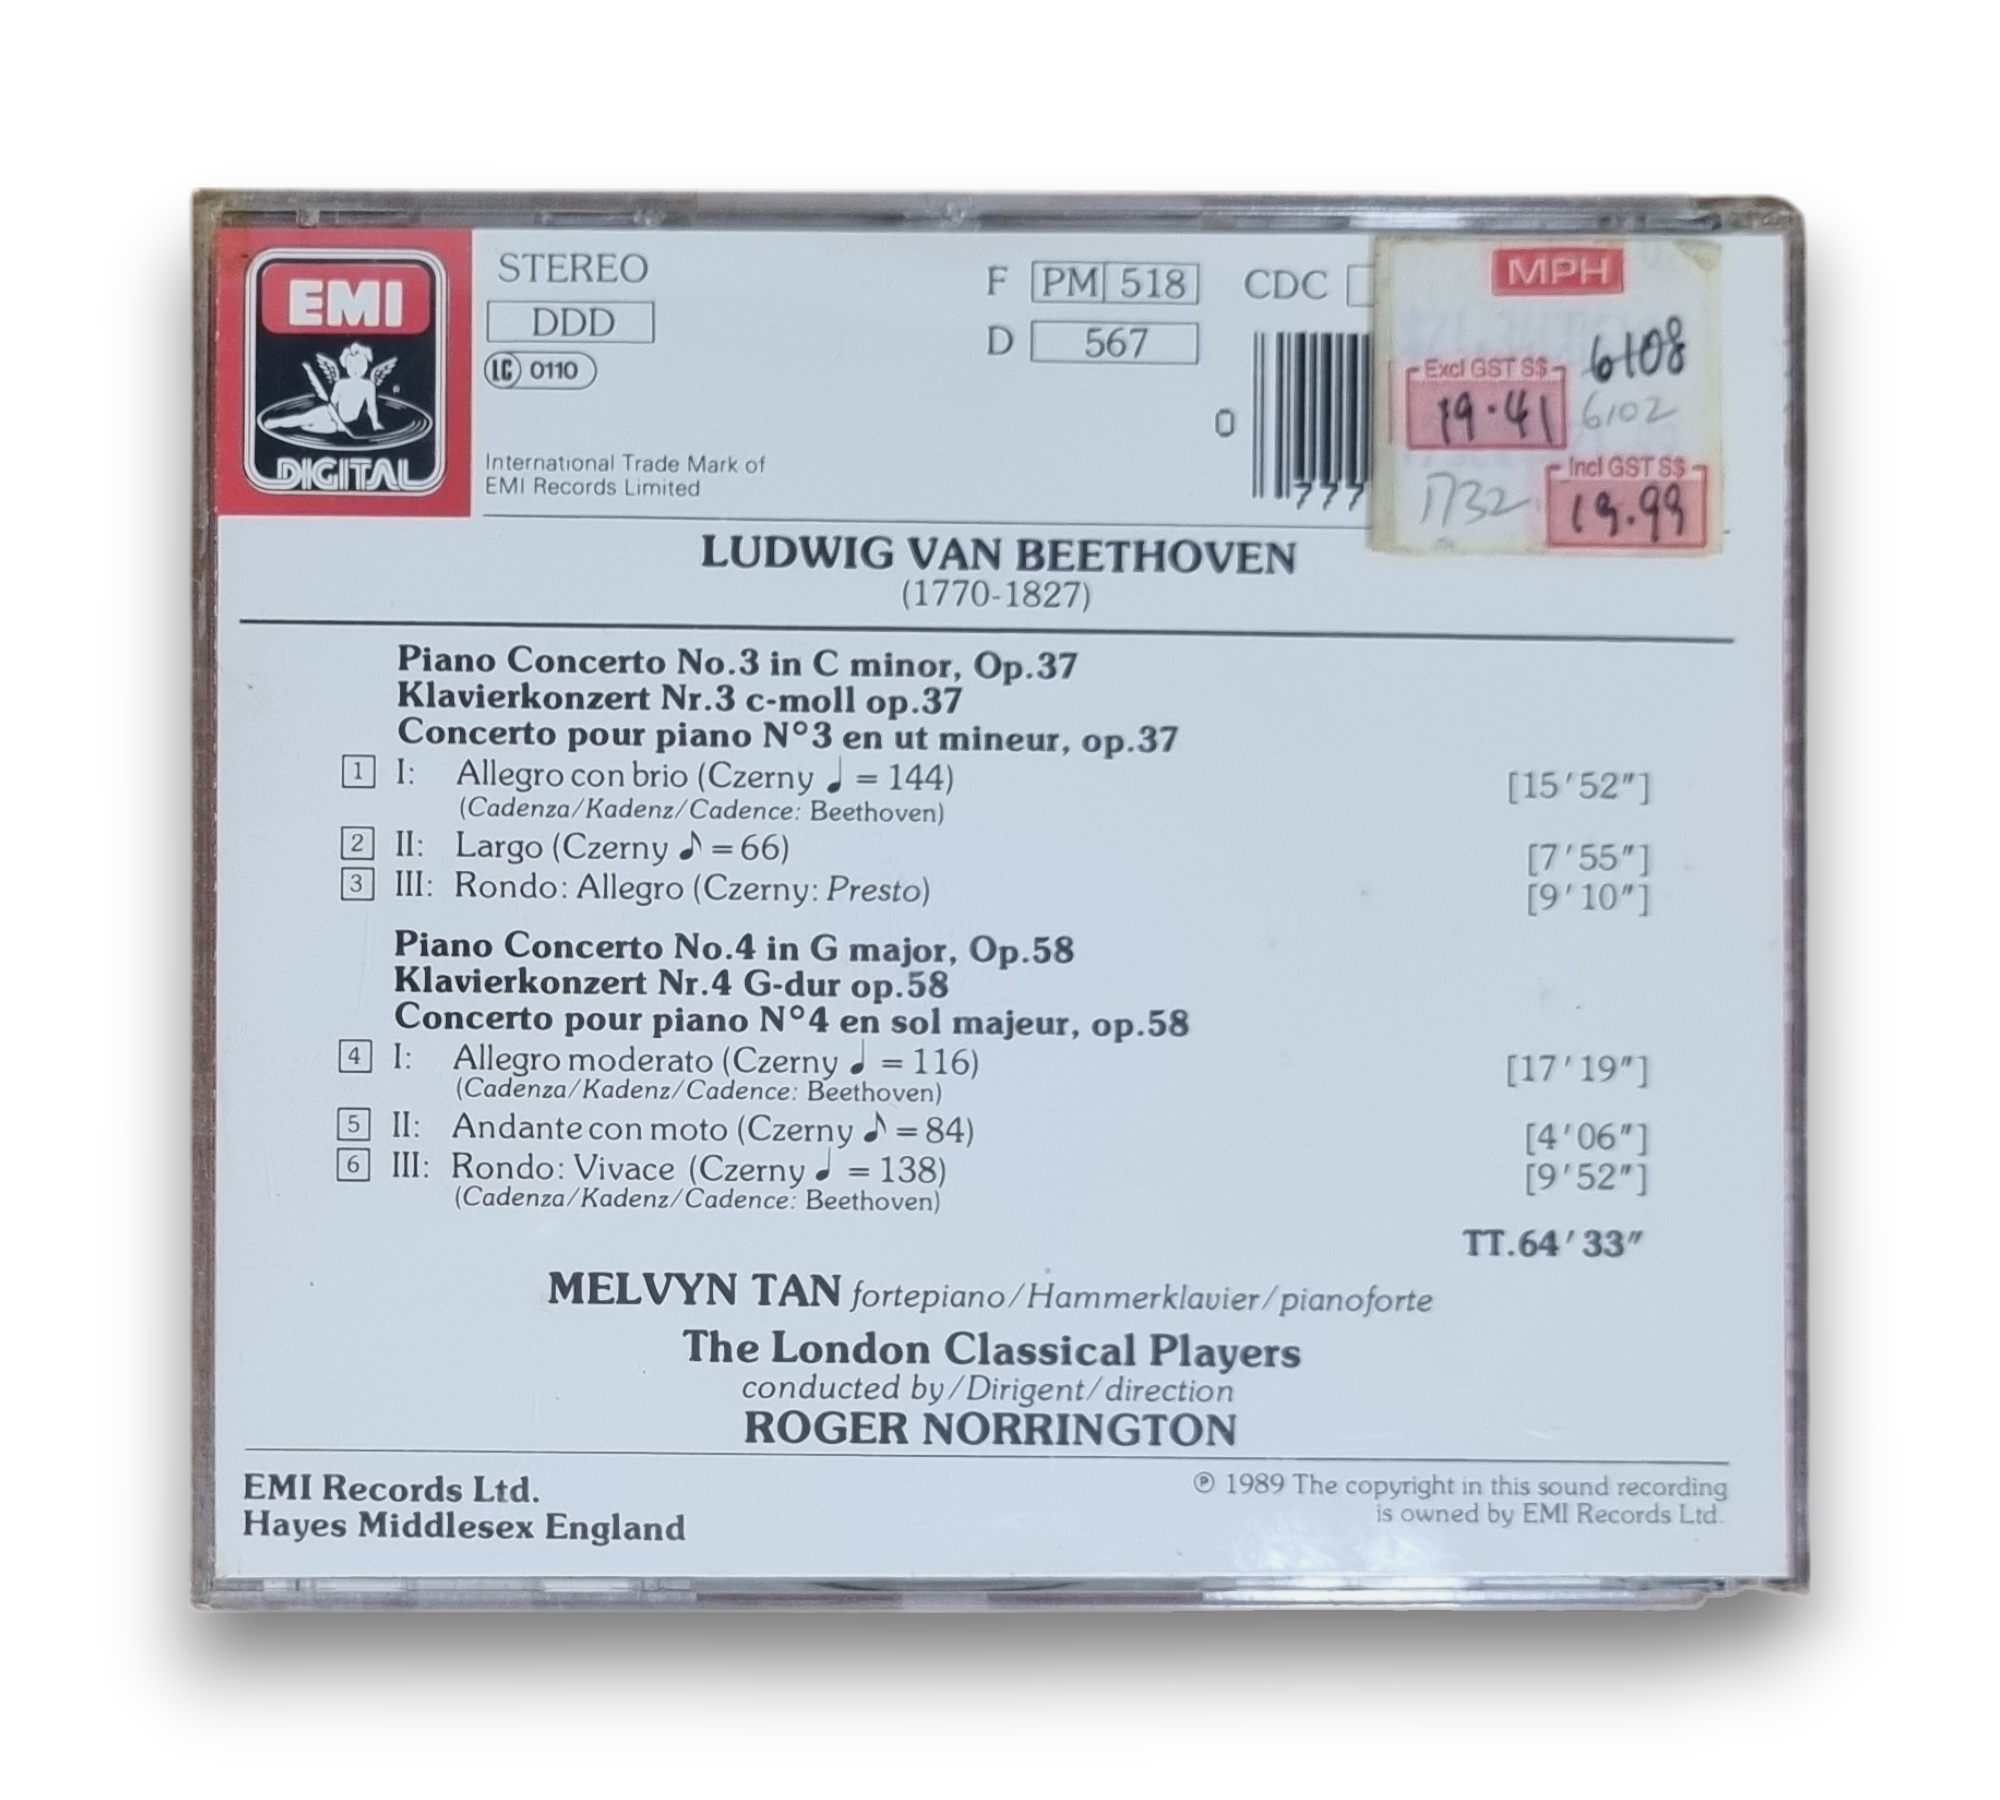 EMI
DIGITAL
STEREO
DDD
LC 0110
International Trade Mark of
EMI Records Limited
F PM 518
D 567
CDC
0
777
MPH
6108
Excl GST S$
19.41
6102
Incl GST S$
1732
19.99
LUDWIG VAN BEETHOVEN
(1770-1827)
Piano Concerto No.3 in C minor, Op.37
Klavierkonzert Nr.3 c-moll op.37
Concerto pour piano N°3 en ut mineur, op.37
1 I: Allegro con brio (Czerny ♩ = 144) [15′52″]
(Cadenza/Kadenz/Cadence: Beethoven)
2 II: Largo (Czerny ♪ = 66) [7′55″]
3 III: Rondo: Allegro (Czerny: Presto) [9′10″]
Piano Concerto No.4 in G major, Op.58
Klavierkonzert Nr.4 G-dur op.58
Concerto pour piano N°4 en sol majeur, op.58
4 I: Allegro moderato (Czerny ♩ = 116) [17′19″]
(Cadenza/Kadenz/Cadence: Beethoven)
5 II: Andante con moto (Czerny ♪ = 84) [4′06″]
6 III: Rondo: Vivace (Czerny ♩ = 138) [9′52″]
(Cadenza/Kadenz/Cadence: Beethoven)
TT.64′33″
MELVYN TAN fortepiano/Hammerklavier/pianoforte
The London Classical Players
conducted by/Dirigent/direction
ROGER NORRINGTON
EMI Records Ltd.
Hayes Middlesex England
℗ 1989 The copyright in this sound recording
is owned by EMI Records Ltd.